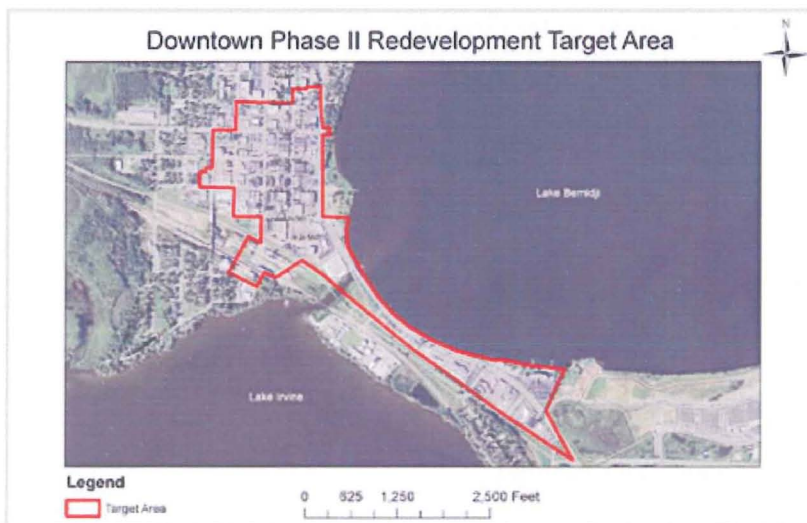 N
Downtown Phase II Redevelopment Target Area
Lake Bemidji
Lake Irvine
Legend
Target Area
0 625 1,250 2,500 Feet